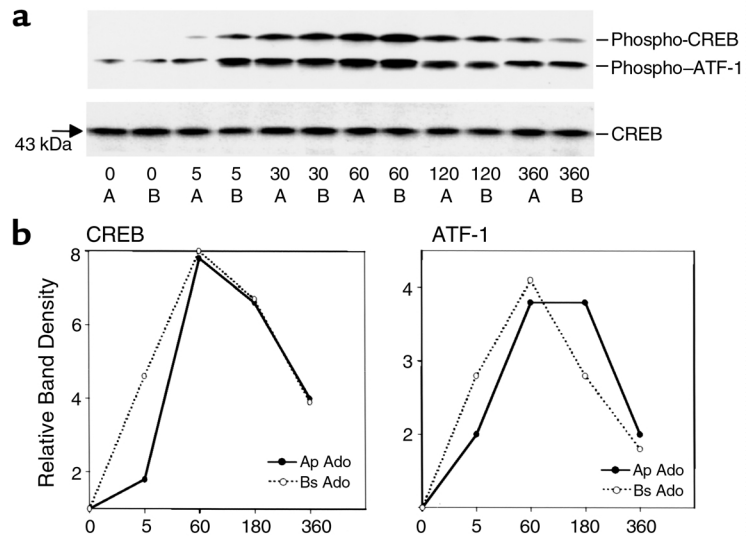 a
Phospho-CREB
Phospho–ATF-1
43 kDa
CREB
0 0 5 5 30 30 60 60 120 120 360 360
A B A B A B A B A B A B
b
CREB
Relative Band Density
8
6
4
2
Ap Ado
Bs Ado
0 5 60 180 360
ATF-1
4
3
2
Ap Ado
Bs Ado
0 5 60 180 360